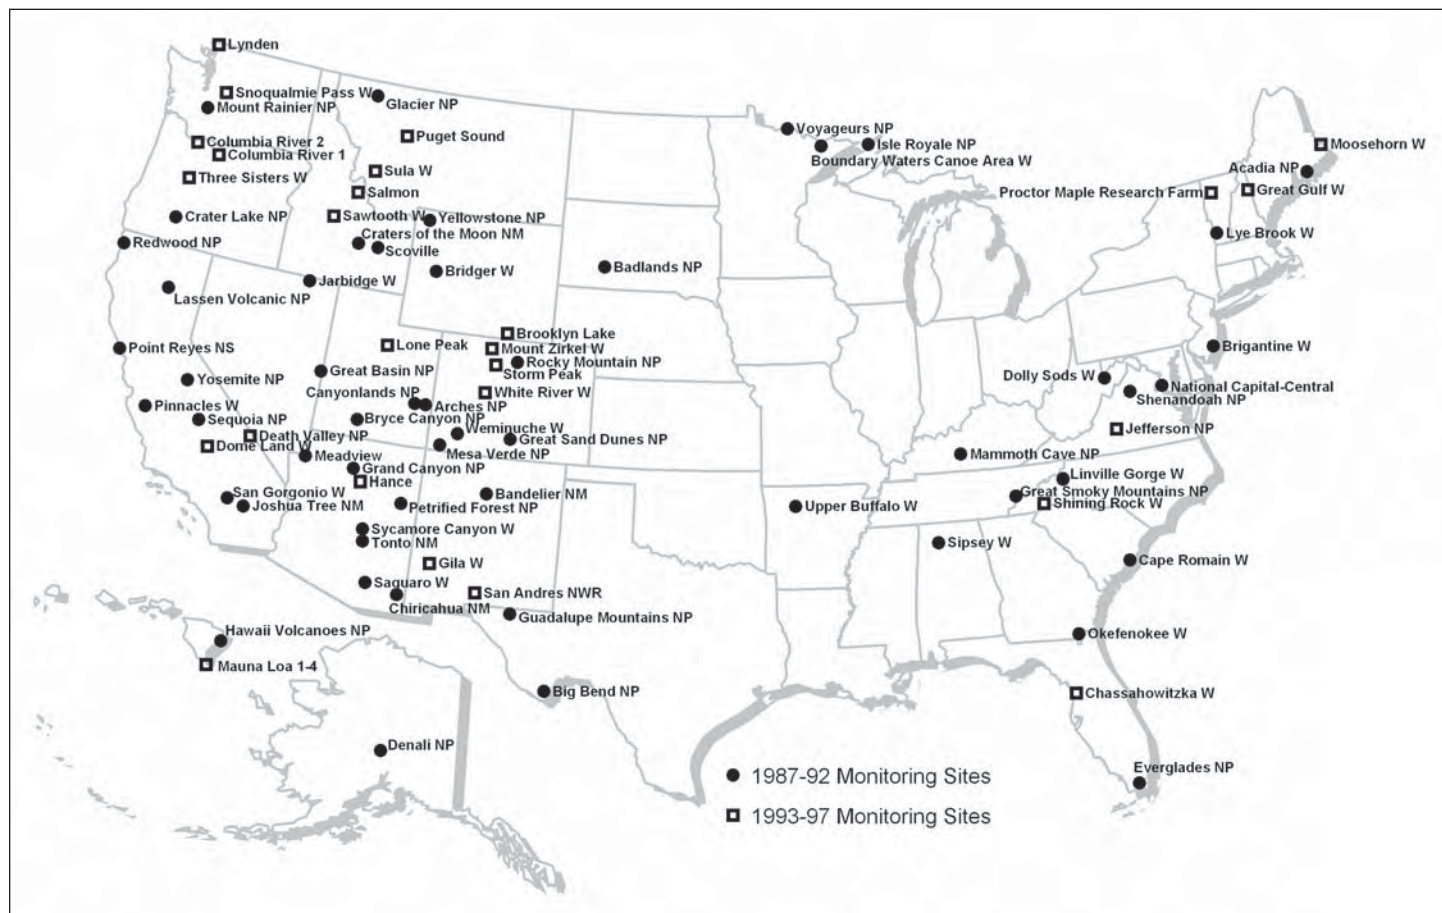 Lynden
Snoqualmie Pass W
Mount Rainier NP
Glacier NP
Puget Sound
Columbia River 2
Columbia River 1
Three Sisters W
Sula W
Salmon
Crater Lake NP
Sawtooth W
Yellowstone NP
Redwood NP
Craters of the Moon NM
Scoville
Bridger W
Jarbidge W
Lassen Volcanic NP
Badlands NP
Voyageurs NP
Isle Royale NP
Boundary Waters Canoe Area W
Moosehorn W
Acadia NP
Proctor Maple Research Farm
Great Gulf W
Lye Brook W
Point Reyes NS
Lone Peak
Brooklyn Lake
Mount Zirkel W
Rocky Mountain NP
Storm Peak
Great Basin NP
Yosemite NP
Canyonlands NP
White River W
Arches NP
Pinnacles W
Sequoia NP
Bryce Canyon NP
Weminuche W
Death Valley NP
Great Sand Dunes NP
Dome Land W
Meadview
Mesa Verde NP
Grand Canyon NP
Hance
San Gorgonio W
Joshua Tree NM
Bandelier NM
Petrified Forest NP
Sycamore Canyon W
Tonto NM
Gila W
Saguaro W
San Andres NWR
Chiricahua NM
Guadalupe Mountains NP
Brigantine W
Dolly Sods W
National Capital-Central
Shenandoah NP
Jefferson NP
Mammoth Cave NP
Linville Gorge W
Great Smoky Mountains NP
Shining Rock W
Upper Buffalo W
Sipsey W
Cape Romain W
Okefenokee W
Hawaii Volcanoes NP
Mauna Loa 1-4
Big Bend NP
Chassahowitzka W
Denali NP
Everglades NP
1987-92 Monitoring Sites
1993-97 Monitoring Sites